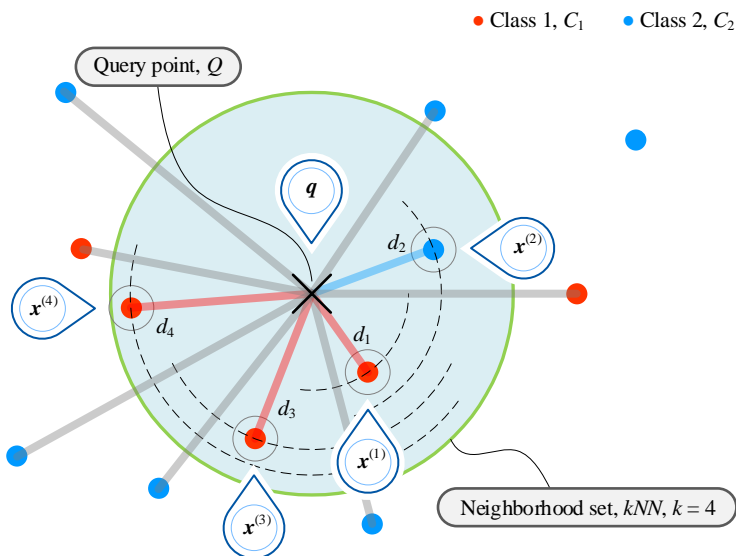 Class 1, C₁
Class 2, C₂
Query point, Q
q
d₂
x⁽²⁾
x⁽⁴⁾
d₄
d₁
d₃
x⁽¹⁾
x⁽³⁾
Neighborhood set, kNN, k = 4